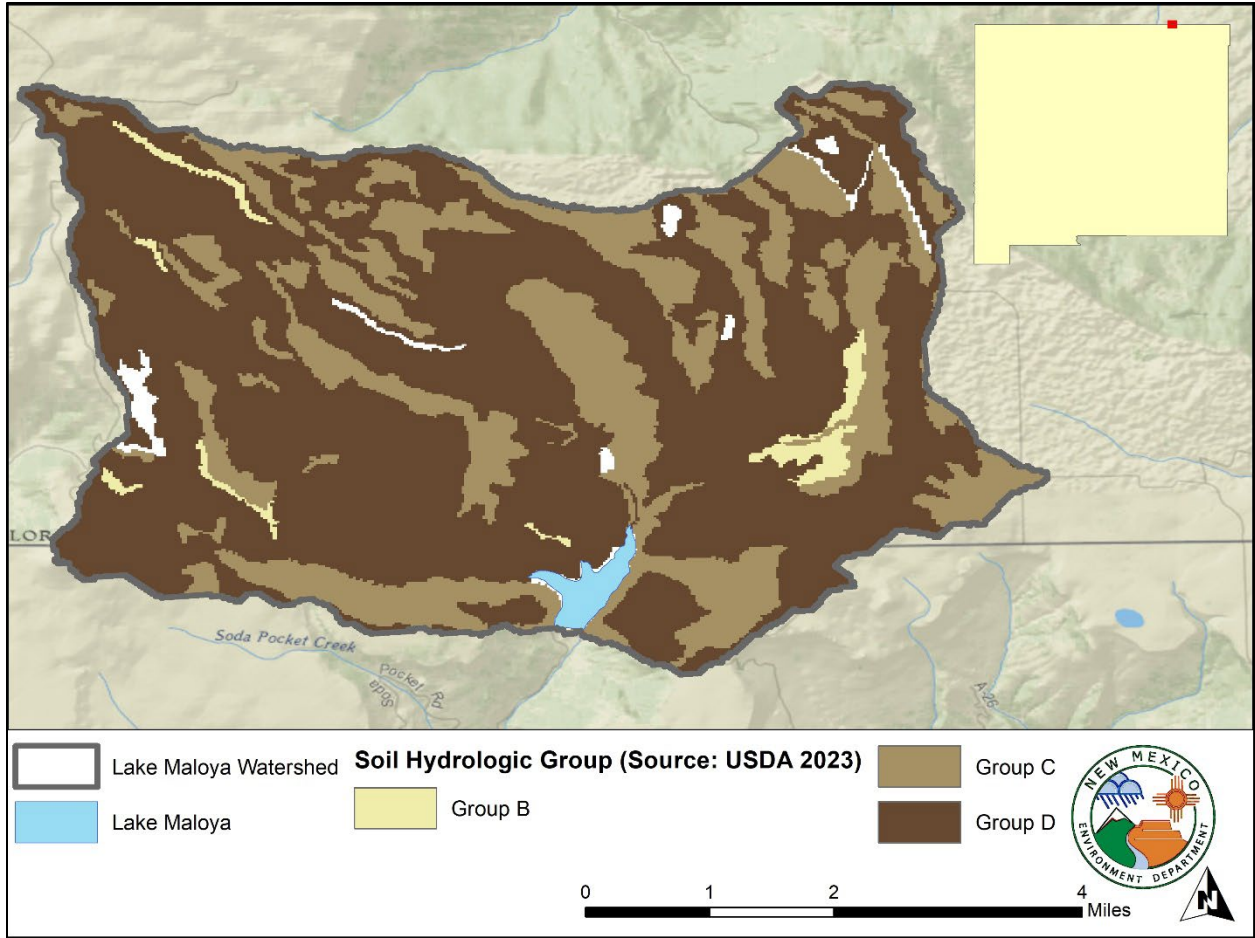 LOR
Soda Pocket Creek
Soda Pocket Rd
A-26
Lake Maloya Watershed
Lake Maloya
Soil Hydrologic Group (Source: USDA 2023)
Group B
Group C
Group D
NEW MEXICO
ENVIRONMENT DEPARTMENT
0 1 2 4
Miles
N